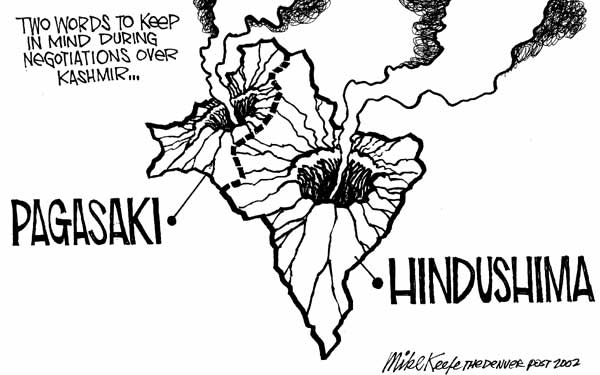 TWO WORDS TO KEEP
IN MIND DURING
NEGOTIATIONS OVER
KASHMIR...
PAGASAKI
HINDUSHIMA
Mike Keefe THE DENVER POST 2002